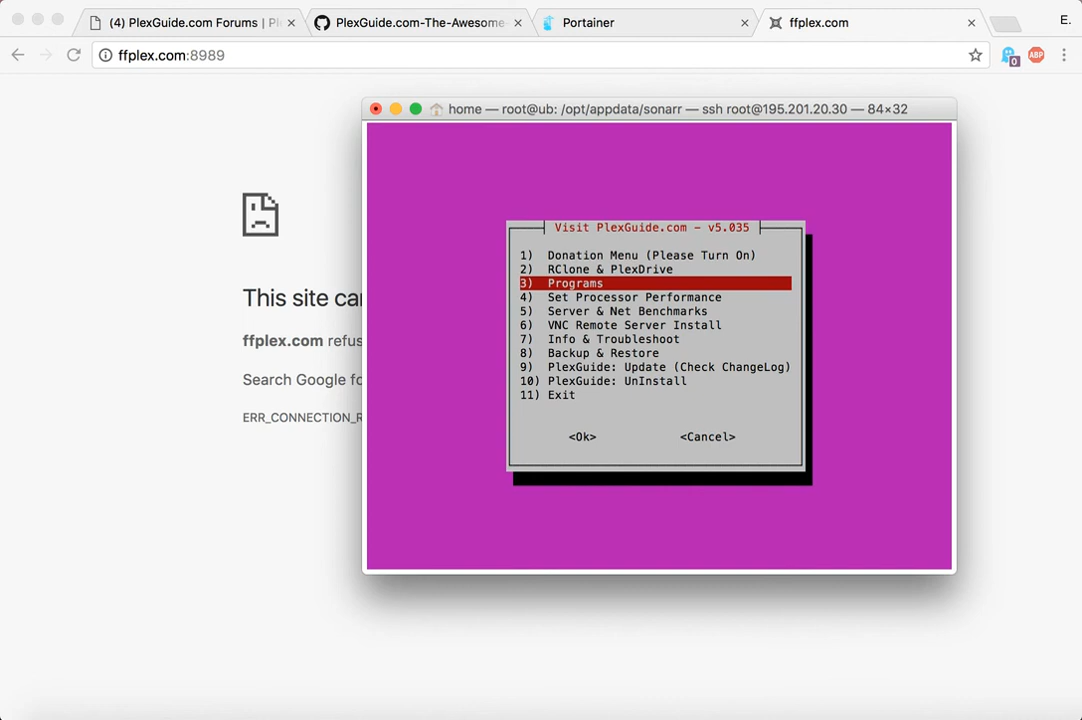 (4) PlexGuide.com Forums | Pl
PlexGuide.com-The-Awesome-
Portainer
ffplex.com
E.
ffplex.com:8989
0
ABP
home — root@ub: /opt/appdata/sonarr — ssh root@195.201.20.30 — 84×32
Visit PlexGuide.com - v5.035
1) Donation Menu (Please Turn On)
2) RClone & PlexDrive
3) Programs
4) Set Processor Performance
5) Server & Net Benchmarks
6) VNC Remote Server Install
7) Info & Troubleshoot
8) Backup & Restore
9) PlexGuide: Update (Check ChangeLog)
10) PlexGuide: UnInstall
11) Exit
<Ok> <Cancel>
This site ca
ffplex.com refus
Search Google fo
ERR_CONNECTION_R